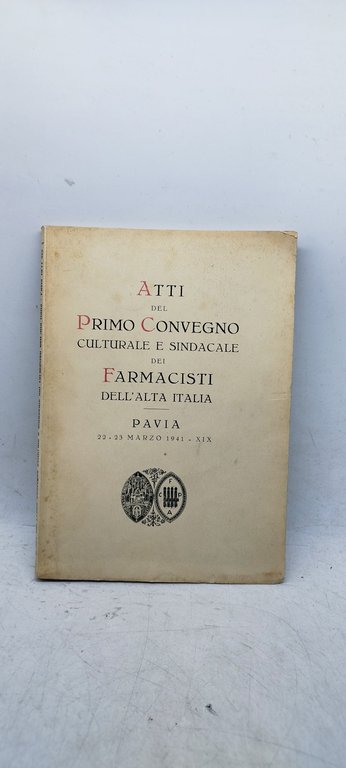 ATTI
DEL
PRIMO CONVEGNO
CULTURALE E SINDACALE
DEI
FARMACISTI
DELL'ALTA ITALIA
PAVIA
22-23 MARZO 1941 - XIX
F
C P
A